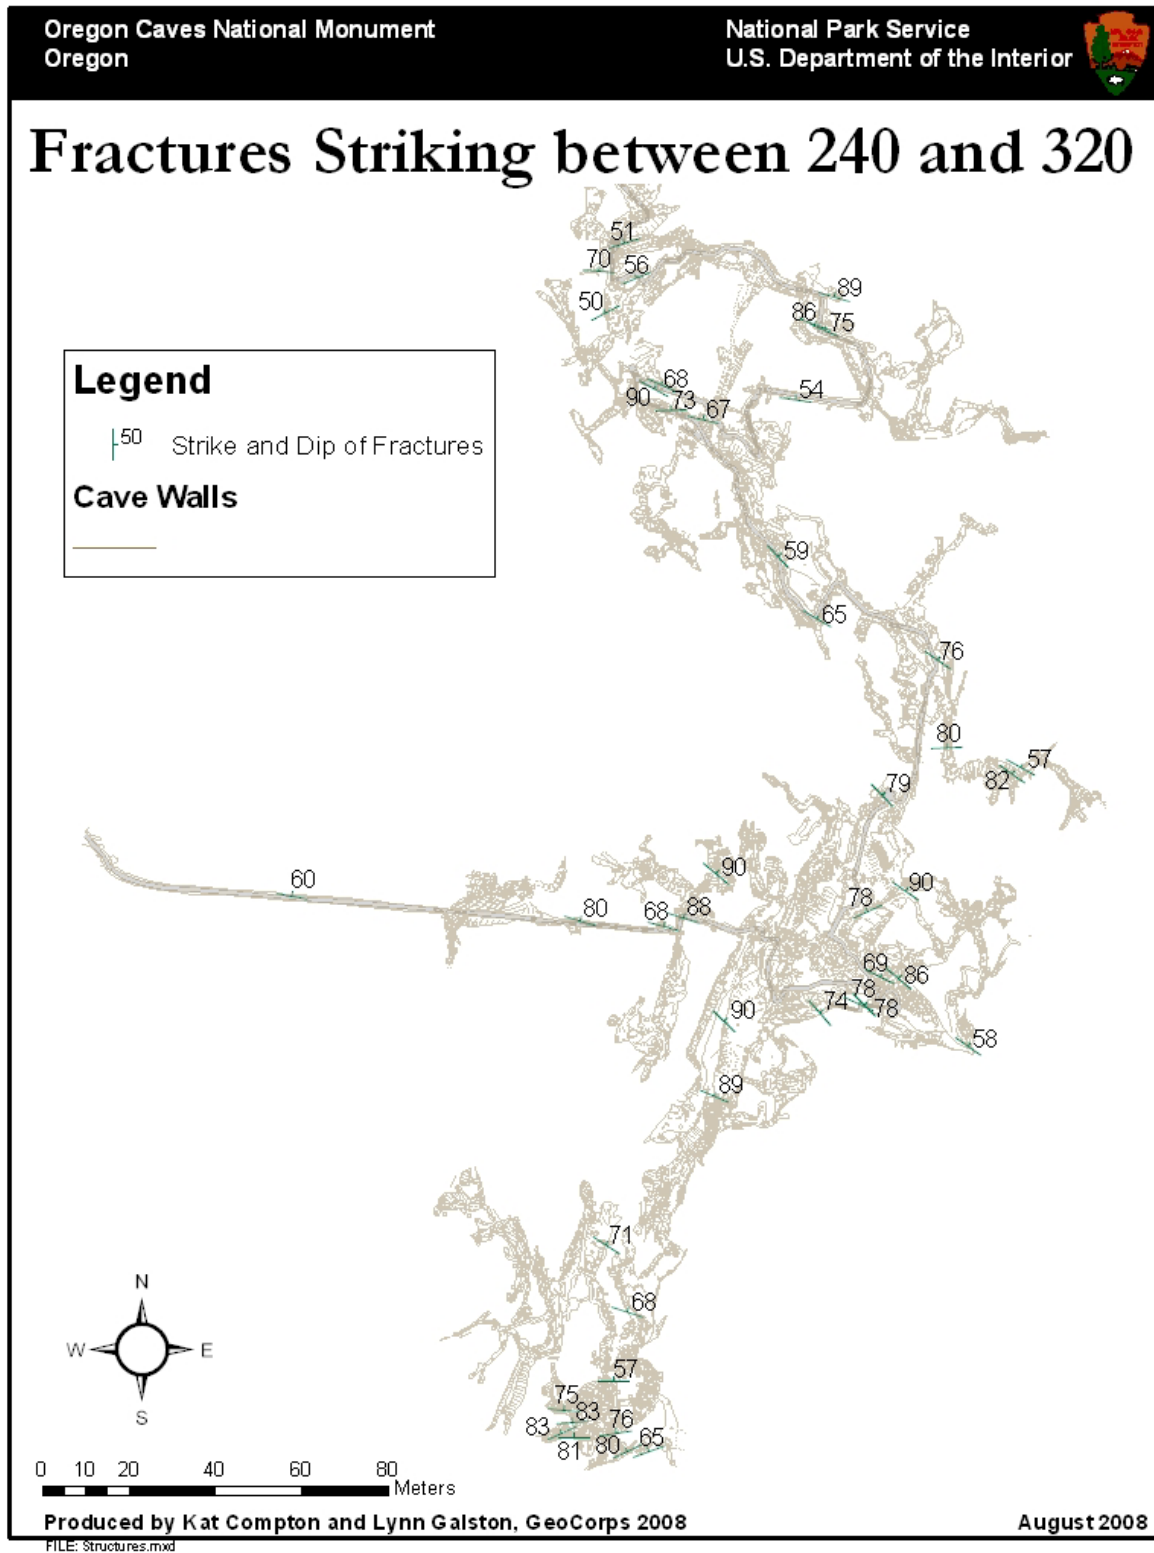 Oregon Caves National Monument
Oregon
National Park Service
U.S. Department of the Interior
Fractures Striking between 240 and 320
51
70 56
50
89
86 75
68
54
90 73 67
Legend
50 Strike and Dip of Fractures
Cave Walls
59
65
76
80
57
82
79
60
90
90
80 68 88
78
69 86
78
74 78
90
58
89
71
68
57
75
83
83 76
81 80 65
N
W E
S
0 10 20 40 60 80
Meters
Produced by Kat Compton and Lynn Galston, GeoCorps 2008
August 2008
FILE: Structures.mxd